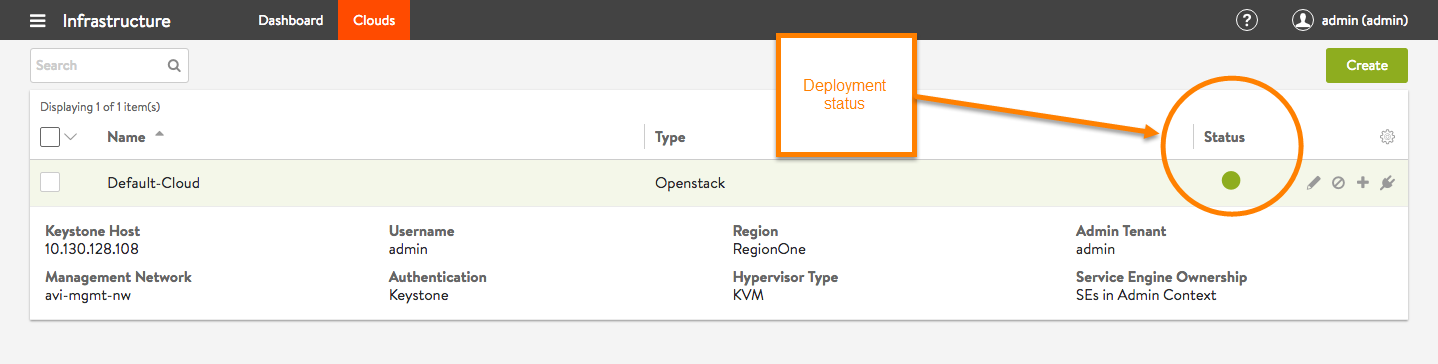 Infrastructure Dashboard Clouds ? admin (admin)
Search
Deployment
status
Create
Displaying 1 of 1 item(s)
Name Type Status
Default-Cloud Openstack
Keystone Host Username Region Admin Tenant
10.130.128.108 admin RegionOne admin
Management Network Authentication Hypervisor Type Service Engine Ownership
avi-mgmt-nw Keystone KVM SEs in Admin Context